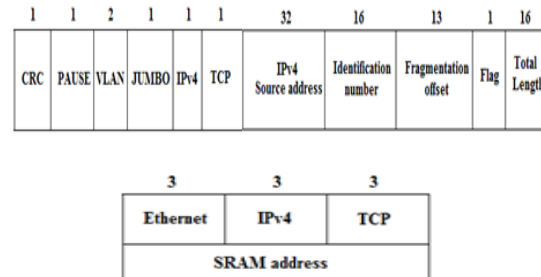 1 1 2 1 1 1 32 16 13 1 16
CRC PAUSE VLAN JUMBO IPv4 TCP IPv4 Source address Identification number Fragmentation offset Flag Total Length
3 3 3
Ethernet IPv4 TCP
SRAM address